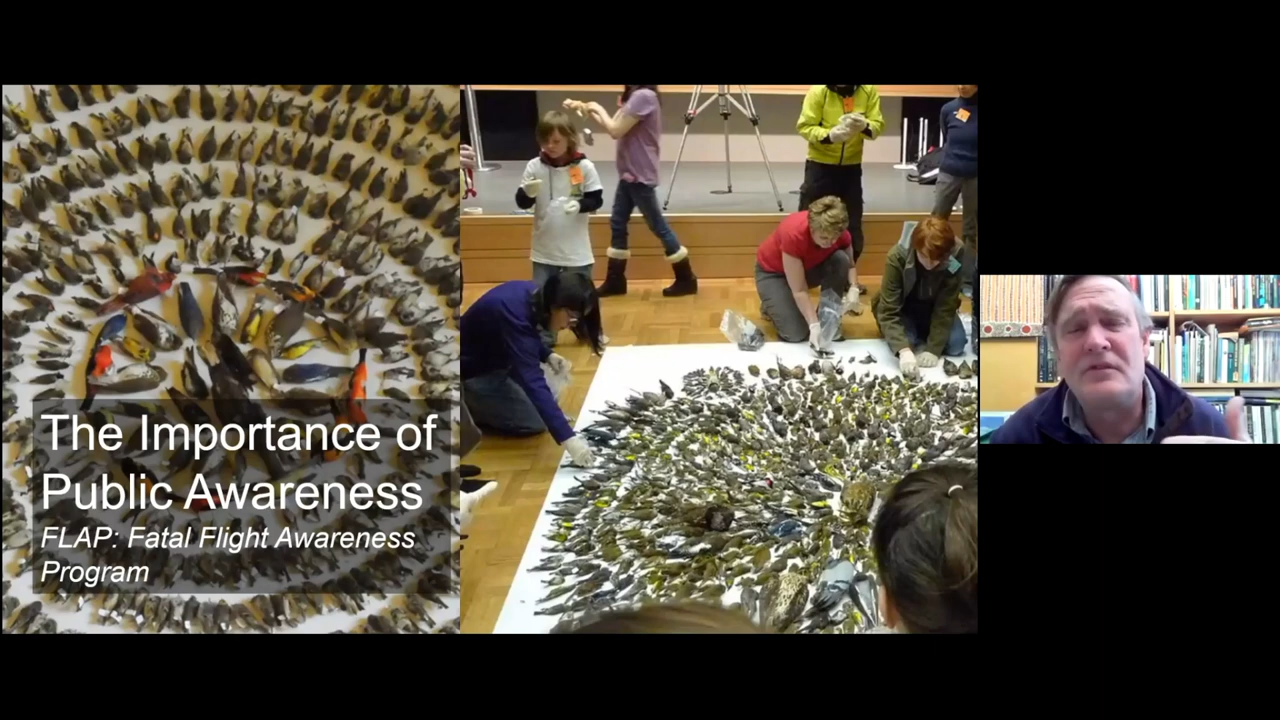 The Importance of
Public Awareness
FLAP: Fatal Flight Awareness
Program